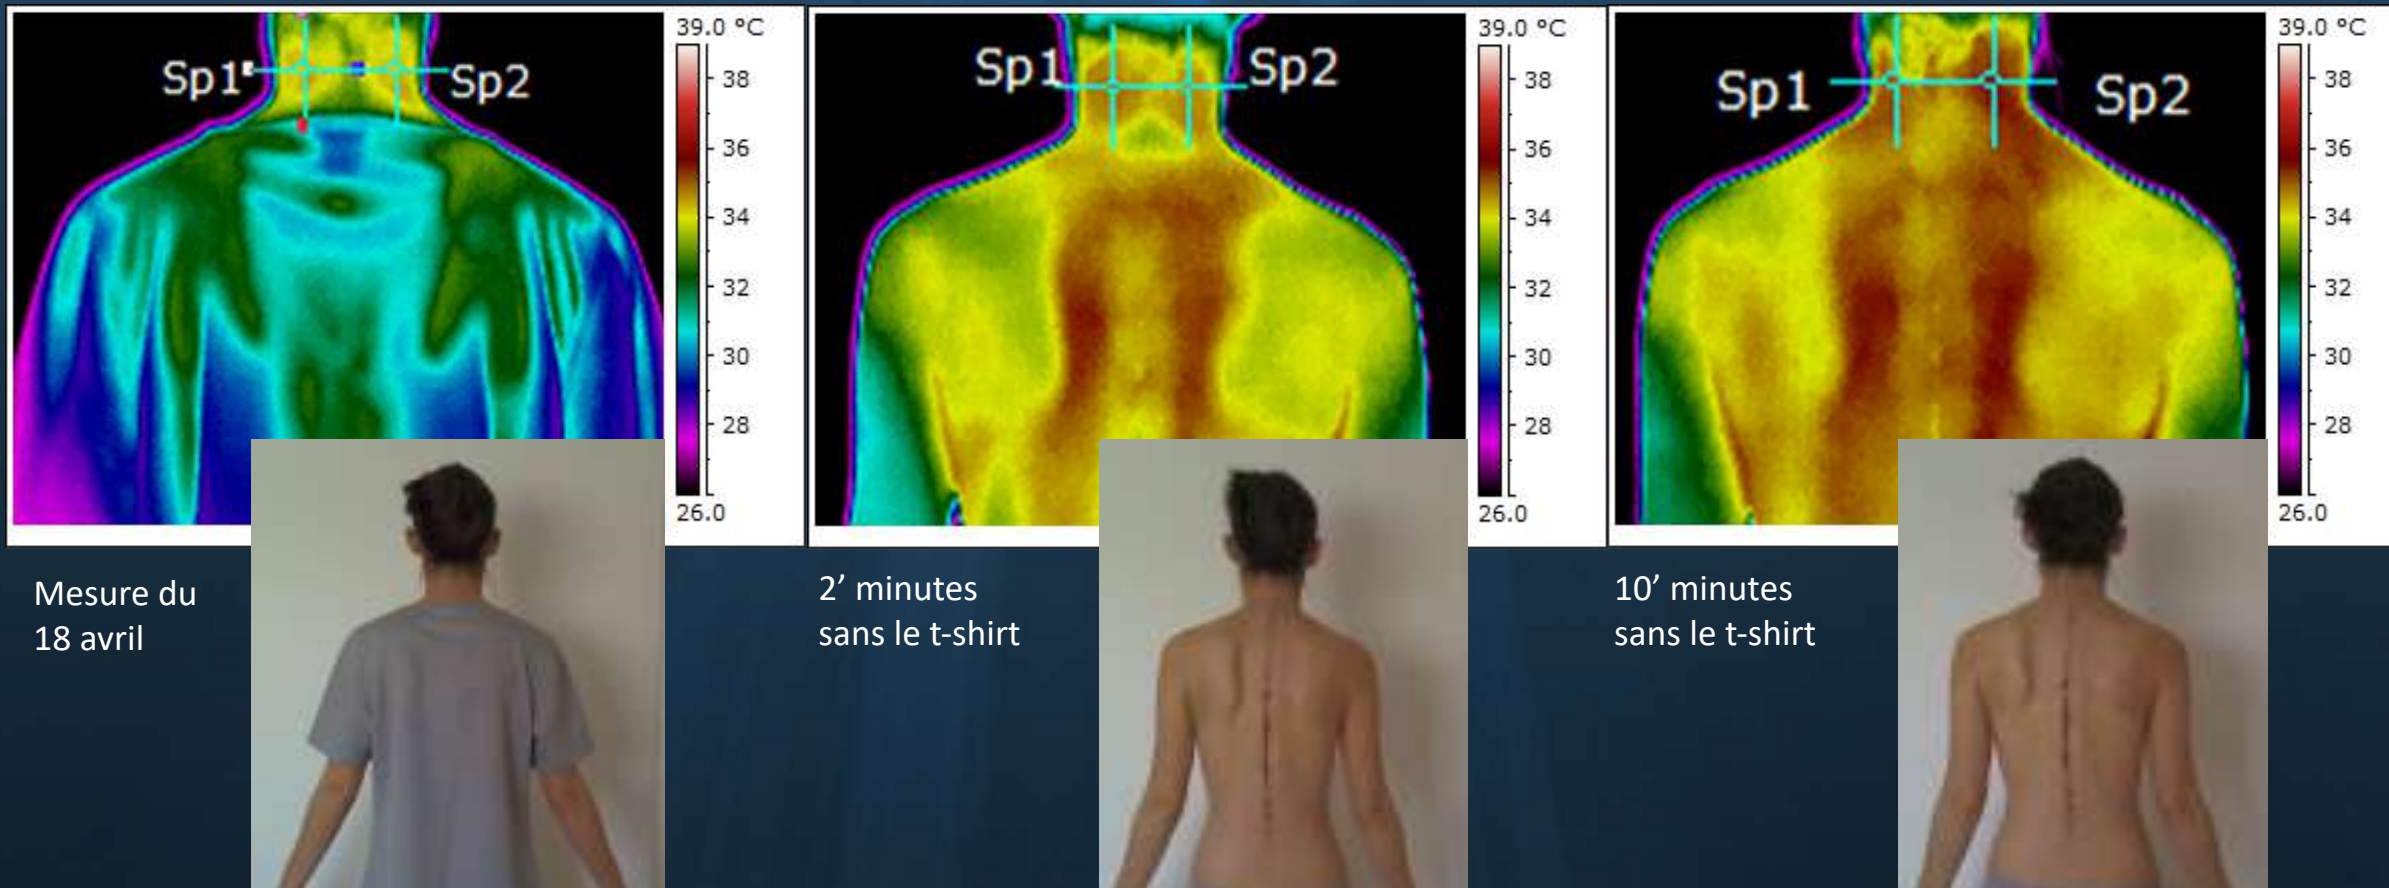 39.0 °C
Sp1
Sp2
38
36
34
32
30
28
26.0
39.0 °C
Sp1
Sp2
38
36
34
32
30
28
26.0
39.0 °C
Sp1
Sp2
38
36
34
32
30
28
26.0
Mesure du
18 avril
2’ minutes
sans le t-shirt
10’ minutes
sans le t-shirt